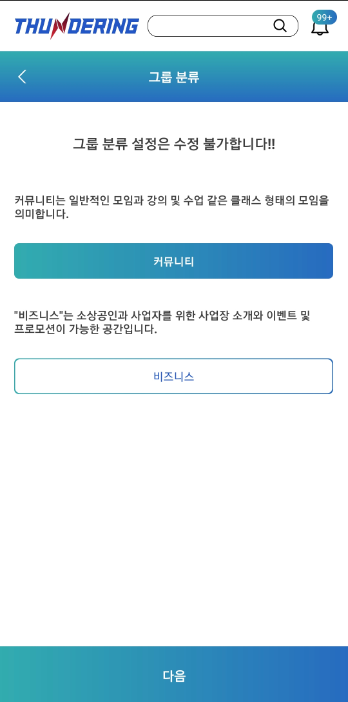 THUNDERING
99+
그룹 분류
그룹 분류 설정은 수정 불가합니다!!
커뮤니티는 일반적인 모임과 강의 및 수업 같은 클래스 형태의 모임을
의미합니다.
커뮤니티
"비즈니스"는 소상공인과 사업자를 위한 사업장 소개와 이벤트 및
프로모션이 가능한 공간입니다.
비즈니스
다음